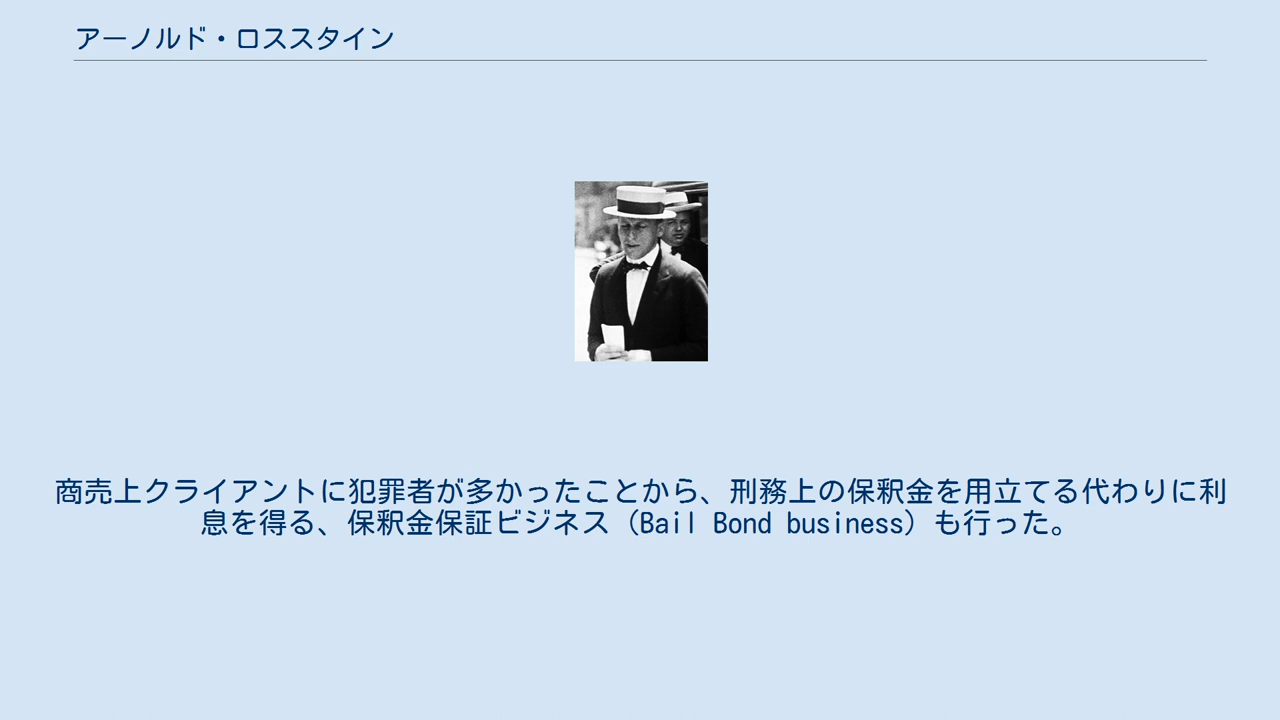 アーノルド・ロススタイン
商売上クライアントに犯罪者が多かったことから、刑務上の保釈金を用立てる代わりに利
息を得る、保釈金保証ビジネス（Bail Bond business）も行った。